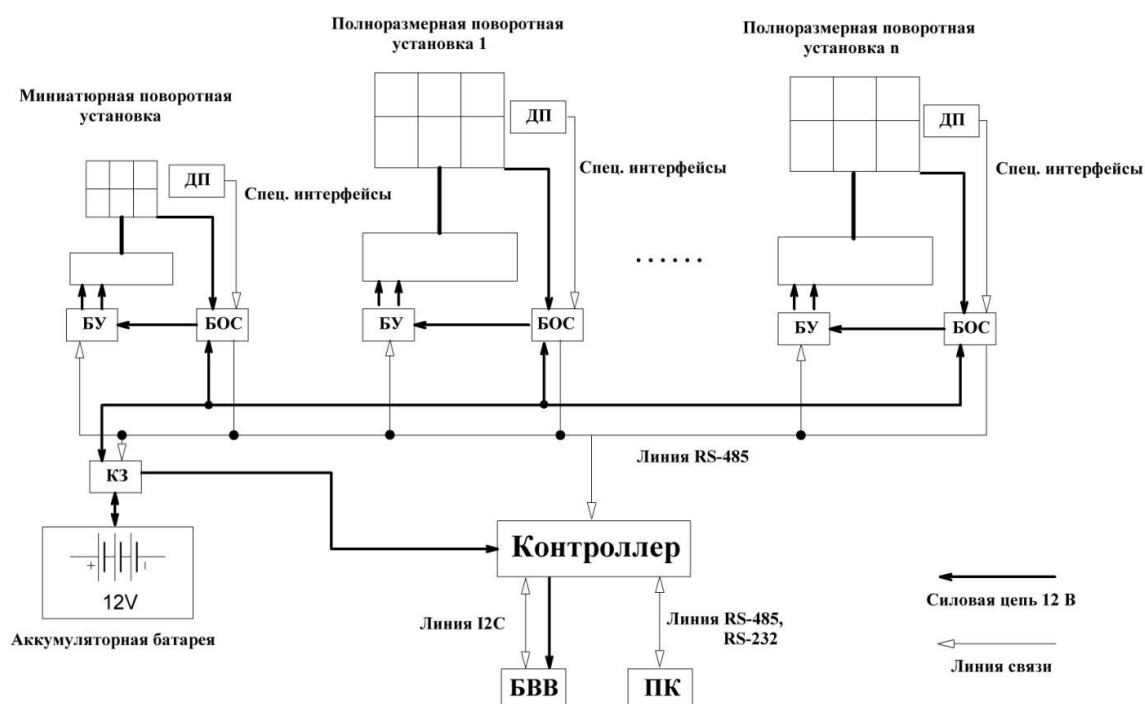 Полноразмерная поворотная
установка 1
Полноразмерная поворотная
установка n
Миниатюрная поворотная
установка
ДП
Спец. интерфейсы
ДП
Спец. интерфейсы
ДП
Спец. интерфейсы
......
БУ
БОС
БУ
БОС
БУ
БОС
Линия RS-485
КЗ
+
-
12V
Аккумуляторная батарея
Контроллер
Линия I2C
Линия RS-485,
RS-232
БВВ
ПК
Силовая цепь 12 В
Линия связи